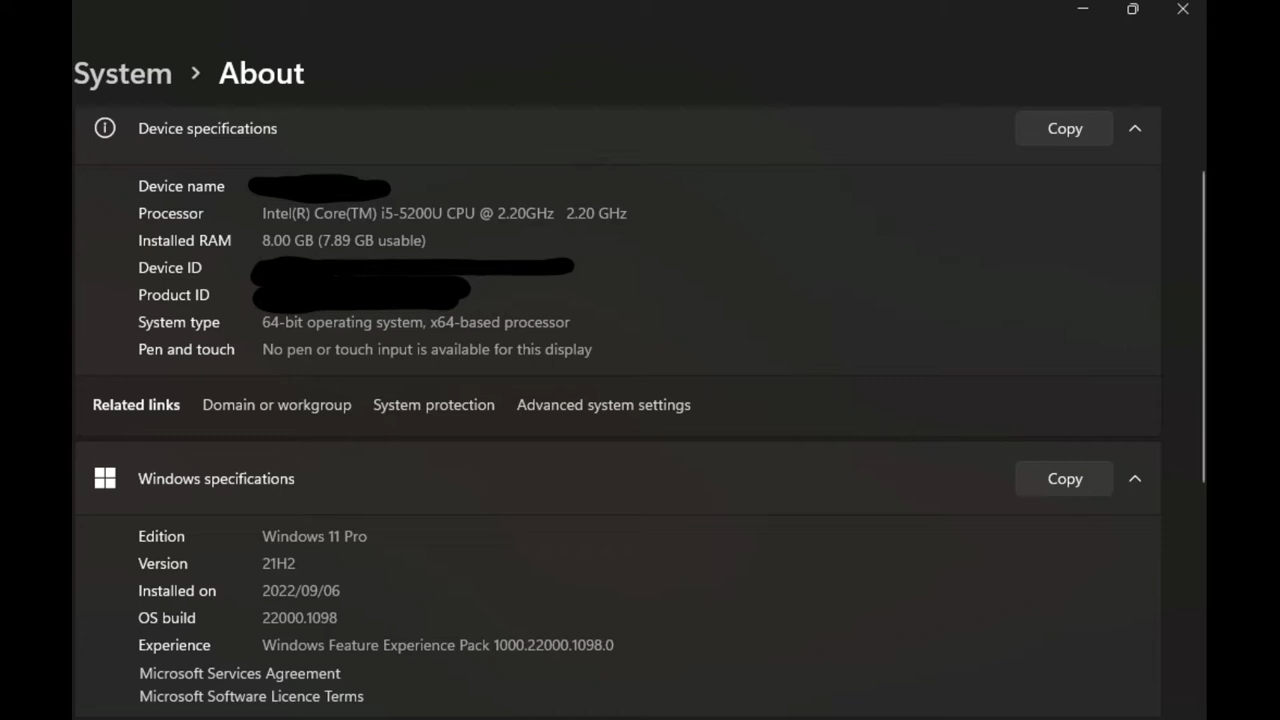 System > About
Device specifications Copy
Device name
Processor Intel(R) Core(TM) i5-5200U CPU @ 2.20GHz 2.20 GHz
Installed RAM 8.00 GB (7.89 GB usable)
Device ID
Product ID
System type 64-bit operating system, x64-based processor
Pen and touch No pen or touch input is available for this display
Related links Domain or workgroup System protection Advanced system settings
Windows specifications Copy
Edition Windows 11 Pro
Version 21H2
Installed on 2022/09/06
OS build 22000.1098
Experience Windows Feature Experience Pack 1000.22000.1098.0
Microsoft Services Agreement
Microsoft Software Licence Terms